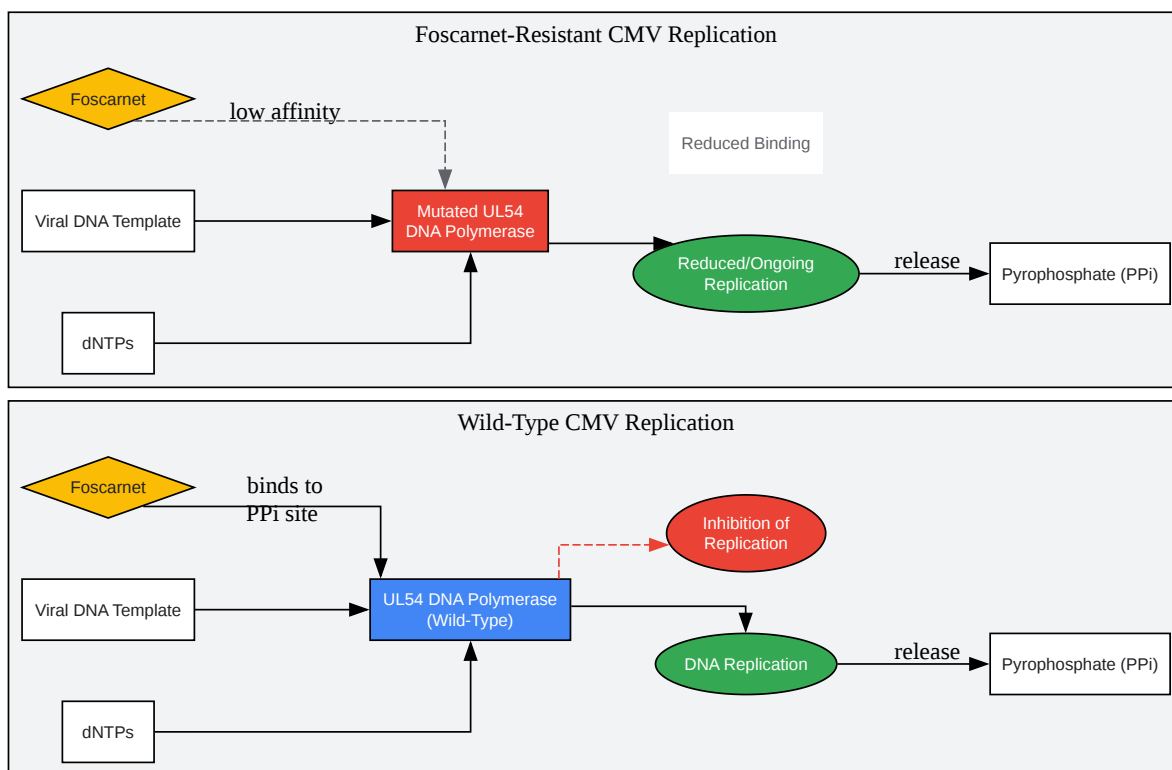 Foscarnet-Resistant CMV Replication
Foscarnet
low affinity
Reduced Binding
Viral DNA Template
Mutated UL54
DNA Polymerase
Reduced/Ongoing
Replication
release
Pyrophosphate (PPi)
dNTPs
Wild-Type CMV Replication
Foscarnet
binds to
PPi site
Inhibition of
Replication
Viral DNA Template
UL54 DNA Polymerase
(Wild-Type)
DNA Replication
release
Pyrophosphate (PPi)
dNTPs